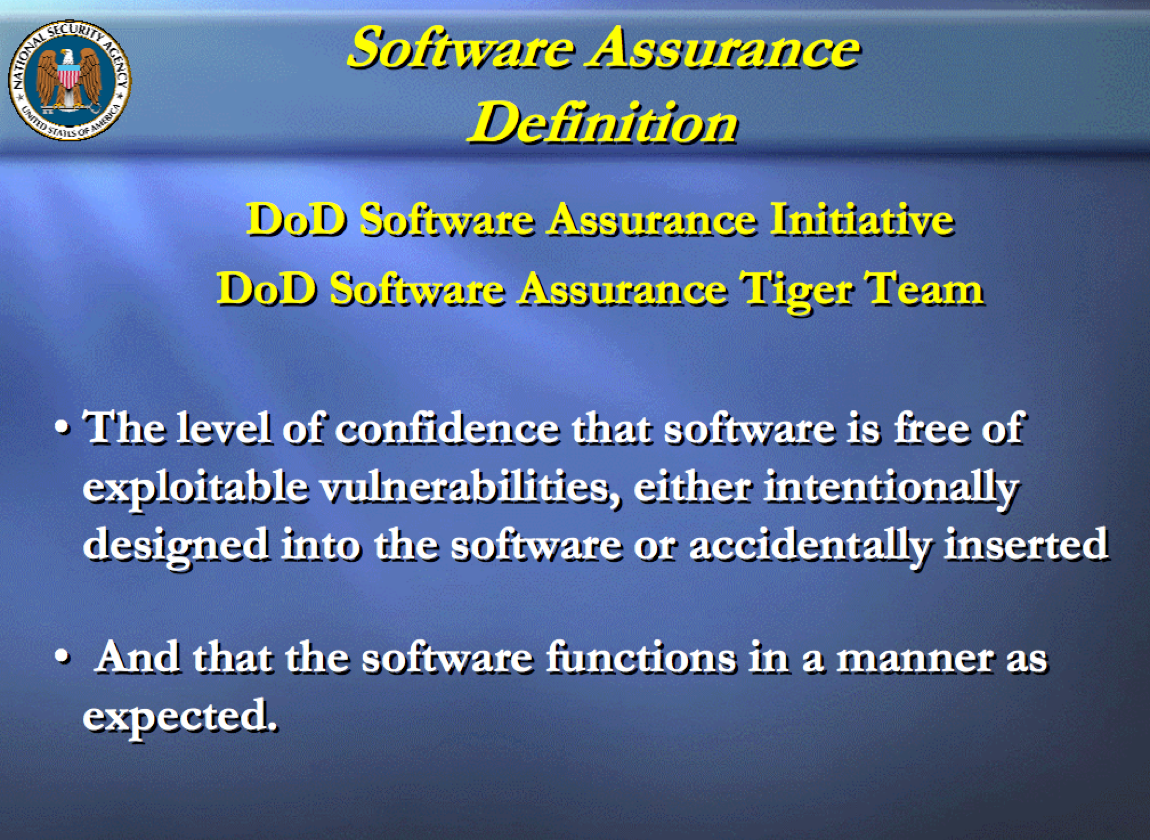 NATIONAL SECURITY AGENCY
UNITED STATES OF AMERICA
Software Assurance
Definition
DoD Software Assurance Initiative
DoD Software Assurance Tiger Team
• The level of confidence that software is free of
exploitable vulnerabilities, either intentionally
designed into the software or accidentally inserted
• And that the software functions in a manner as
expected.